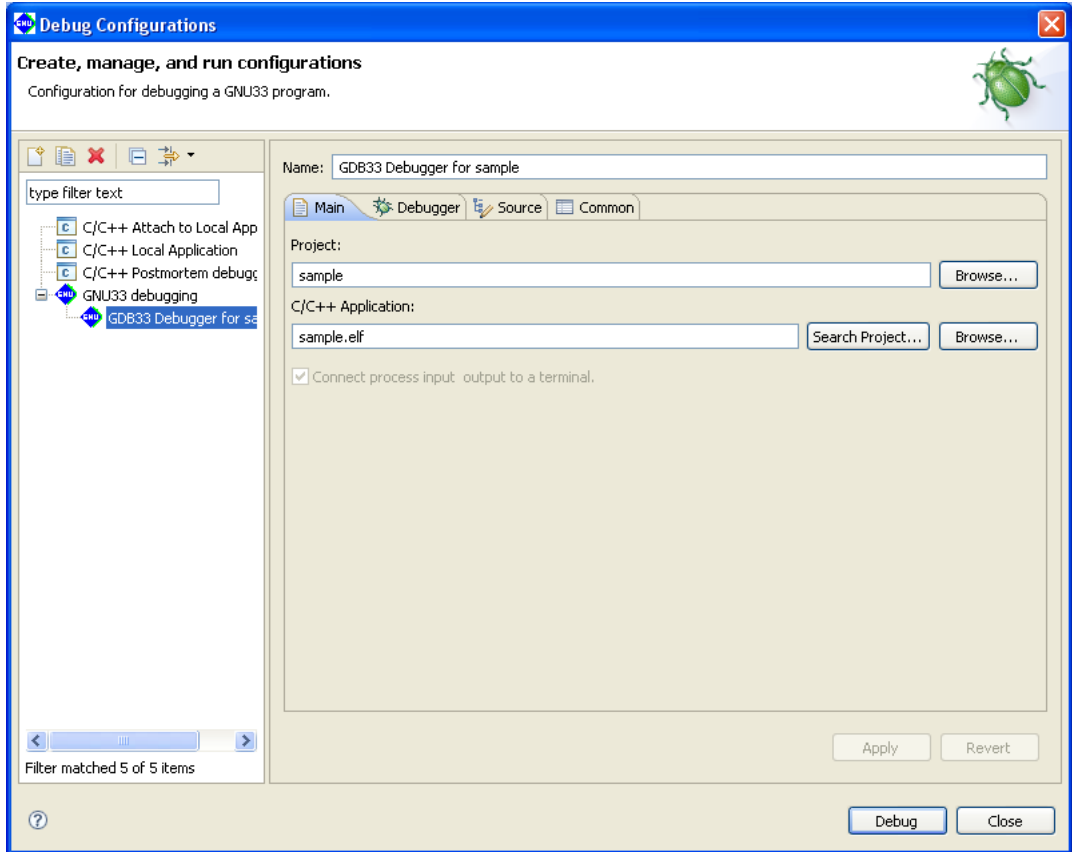 GNU Debug Configurations
Create, manage, and run configurations
Configuration for debugging a GNU33 program.
type filter text
C C/C++ Attach to Local App
C C/C++ Local Application
C C/C++ Postmortem debugg
GNU GNU33 debugging
GNU GDB33 Debugger for sa
Filter matched 5 of 5 items
Name: GDB33 Debugger for sample
Main Debugger Source Common
Project:
sample Browse...
C/C++ Application:
sample.elf Search Project... Browse...
Connect process input output to a terminal.
Apply Revert
? Debug Close